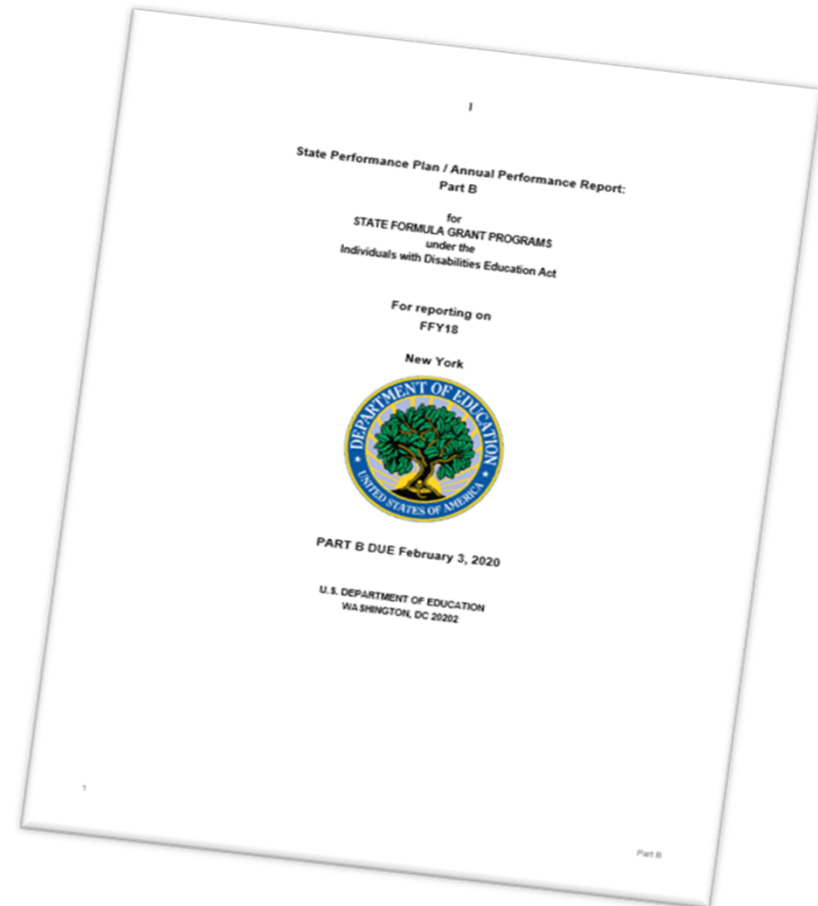 I
State Performance Plan / Annual Performance Report:
Part B
for
STATE FORMULA GRANT PROGRAMS
under the
Individuals with Disabilities Education Act
For reporting on
FFY18
New York
DEPARTMENT OF EDUCATION
UNITED STATES OF AMERICA
PART B DUE February 3, 2020
U.S. DEPARTMENT OF EDUCATION
WASHINGTON, DC 20202
1
Part B